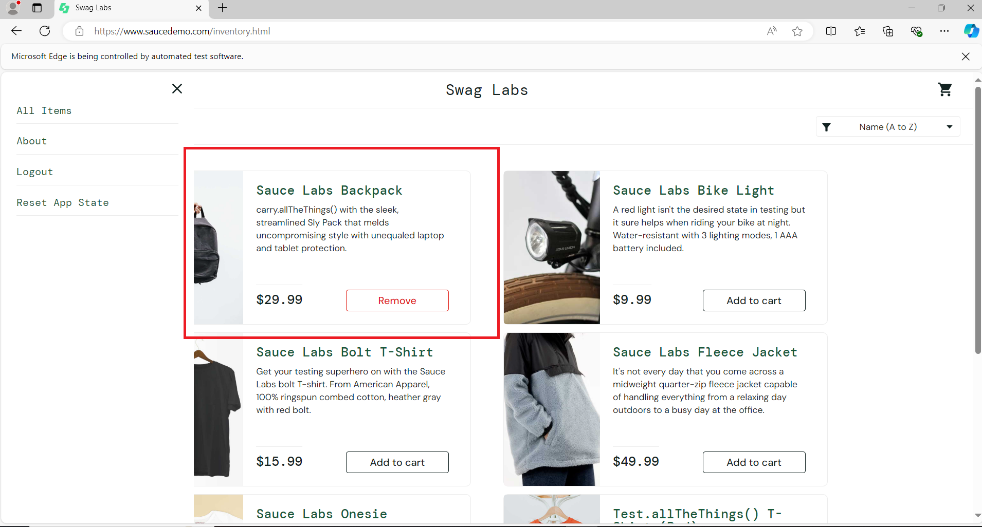 Swag Labs
https://www.saucedemo.com/inventory.html
Microsoft Edge is being controlled by automated test software.
Swag Labs
All Items
About
Logout
Reset App State
Name (A to Z)
Sauce Labs Backpack
carry.allTheThings() with the sleek,
streamlined Sly Pack that melds
uncompromising style with unequaled laptop
and tablet protection.
$29.99
Remove
Sauce Labs Bike Light
A red light isn't the desired state in testing but
it sure helps when riding your bike at night.
Water-resistant with 3 lighting modes, 1 AAA
battery included.
$9.99
Add to cart
Sauce Labs Bolt T-Shirt
Get your testing superhero on with the Sauce
Labs bolt T-shirt. From American Apparel,
100% ringspun combed cotton, heather gray
with red bolt.
$15.99
Add to cart
Sauce Labs Fleece Jacket
It's not every day that you come across a
midweight quarter-zip fleece jacket capable
of handling everything from a relaxing day
outdoors to a busy day at the office.
$49.99
Add to cart
Sauce Labs Onesie
Test.allTheThings() T-